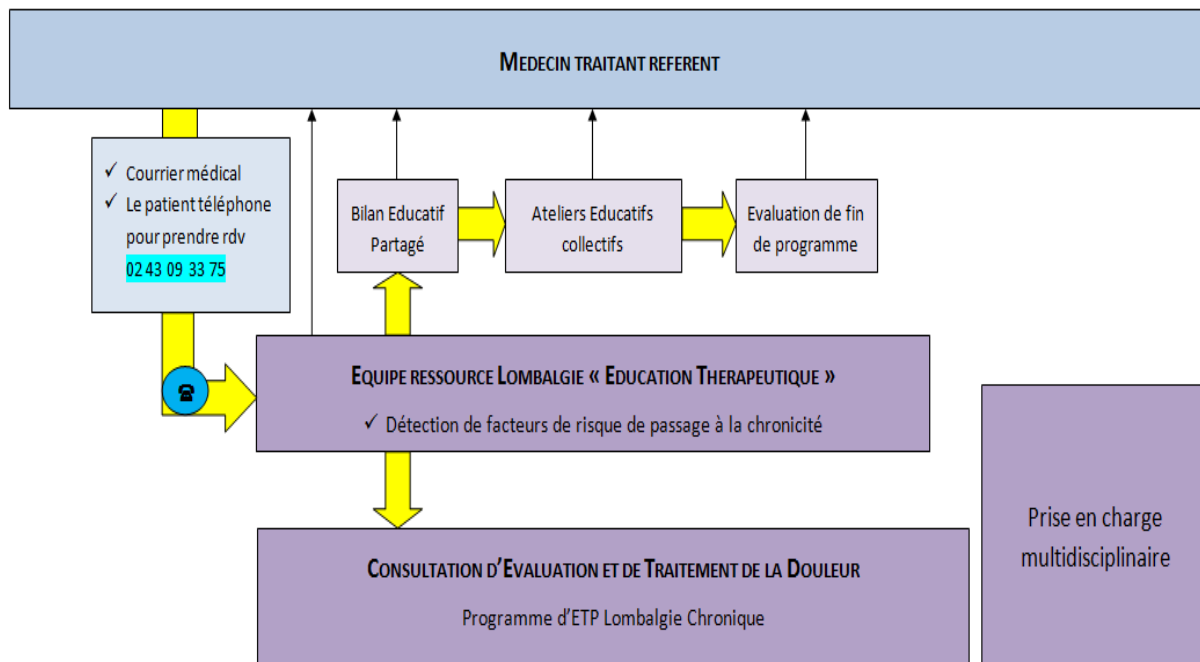 MEDECIN TRAITANT REFERENT
✓ Courrier médical
✓ Le patient téléphone
pour prendre rdv
02 43 09 33 75
Bilan Educatif
Partagé
Ateliers Educatifs
collectifs
Evaluation de fin
de programme
EQUIPE RESSOURCE LOMBALGIE « EDUCATION THERAPEUTIQUE »
✓ Détection de facteurs de risque de passage à la chronicité
CONSULTATION D'EVALUATION ET DE TRAITEMENT DE LA DOULEUR
Programme d'ETP Lombalgie Chronique
Prise en charge
multidisciplinaire